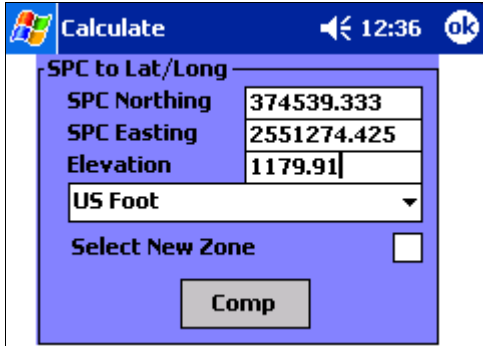 Calculate 12:36 ok
SPC to Lat/Long
SPC Northing 374539.333
SPC Easting 2551274.425
Elevation 1179.91
US Foot
Select New Zone
Comp